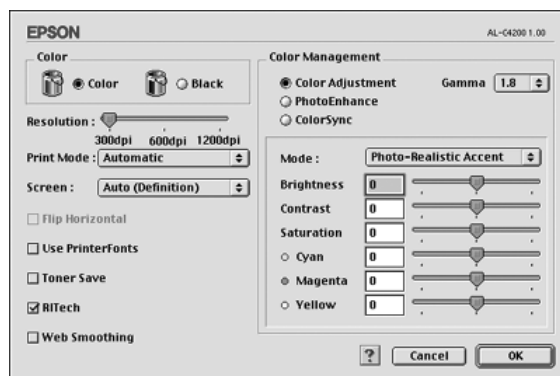 EPSON
AL-C4200 1.00
Color
Color
Black
Resolution :
300dpi 600dpi 1200dpi
Print Mode : Automatic
Screen : Auto (Definition)
Flip Horizontal
Use PrinterFonts
Toner Save
RITech
Web Smoothing
Color Management
Color Adjustment
Gamma 1.8
PhotoEnhance
ColorSync
Mode : Photo-Realistic Accent
Brightness 0
Contrast 0
Saturation 0
Cyan 0
Magenta 0
Yellow 0
? Cancel OK